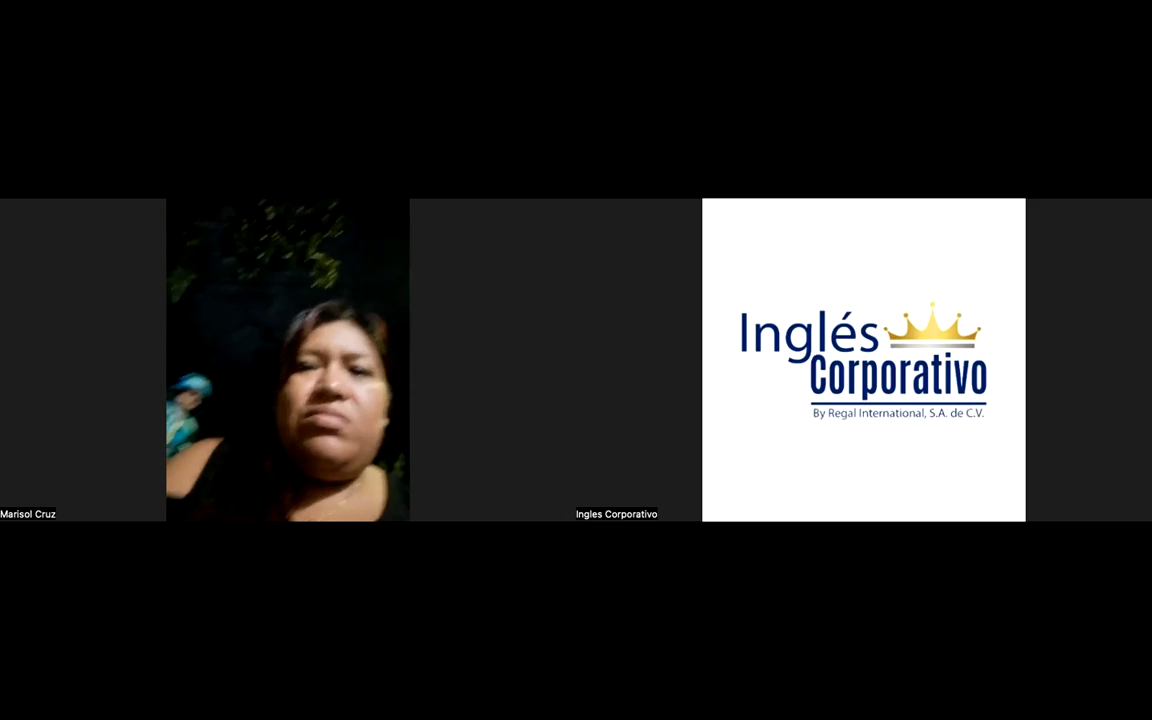 Inglés
Corporativo
By Regal International, S.A. de C.V.
Marisol Cruz
Ingles Corporativo